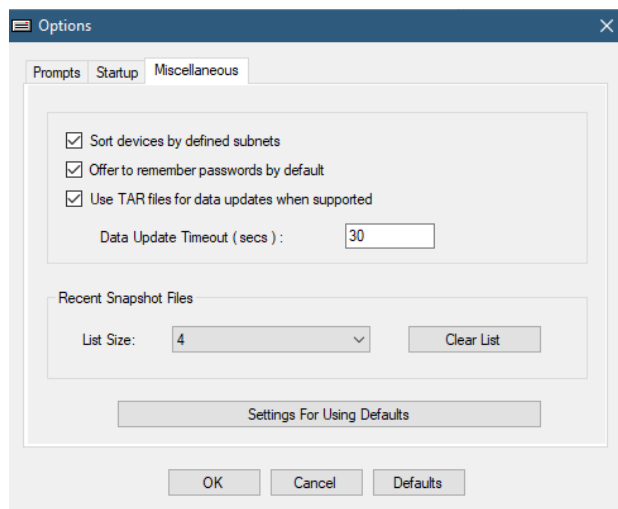 Options
Prompts Startup Miscellaneous
Sort devices by defined subnets
Offer to remember passwords by default
Use TAR files for data updates when supported
Data Update Timeout ( secs ) : 30
Recent Snapshot Files
List Size: 4 Clear List
Settings For Using Defaults
OK Cancel Defaults